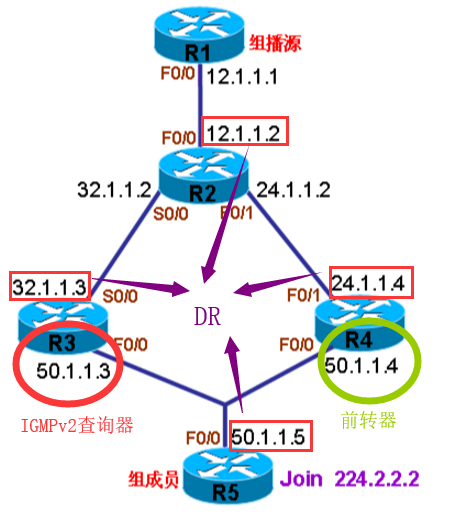 R1
组播源
F0/0
12.1.1.1
F0/0
12.1.1.2
R2
32.1.1.2
24.1.1.2
S0/0
F0/1
32.1.1.3
S0/0
DR
24.1.1.4
F0/1
R3
F0/0
R4
F0/0
50.1.1.3
50.1.1.4
IGMPv2查询器
前转器
F0/0
50.1.1.5
组成员
R5
Join 224.2.2.2